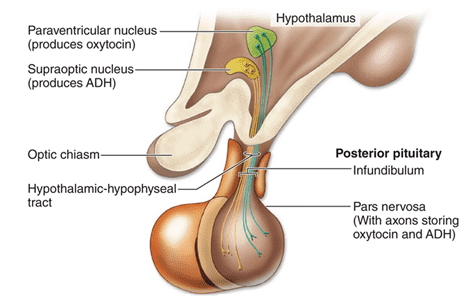 Hypothalamus
Paraventricular nucleus
(produces oxytocin)
Supraoptic nucleus
(produces ADH)
Optic chiasm
Hypothalamic-hypophyseal
tract
Posterior pituitary
Infundibulum
Pars nervosa
(With axons storing
oxytocin and ADH)